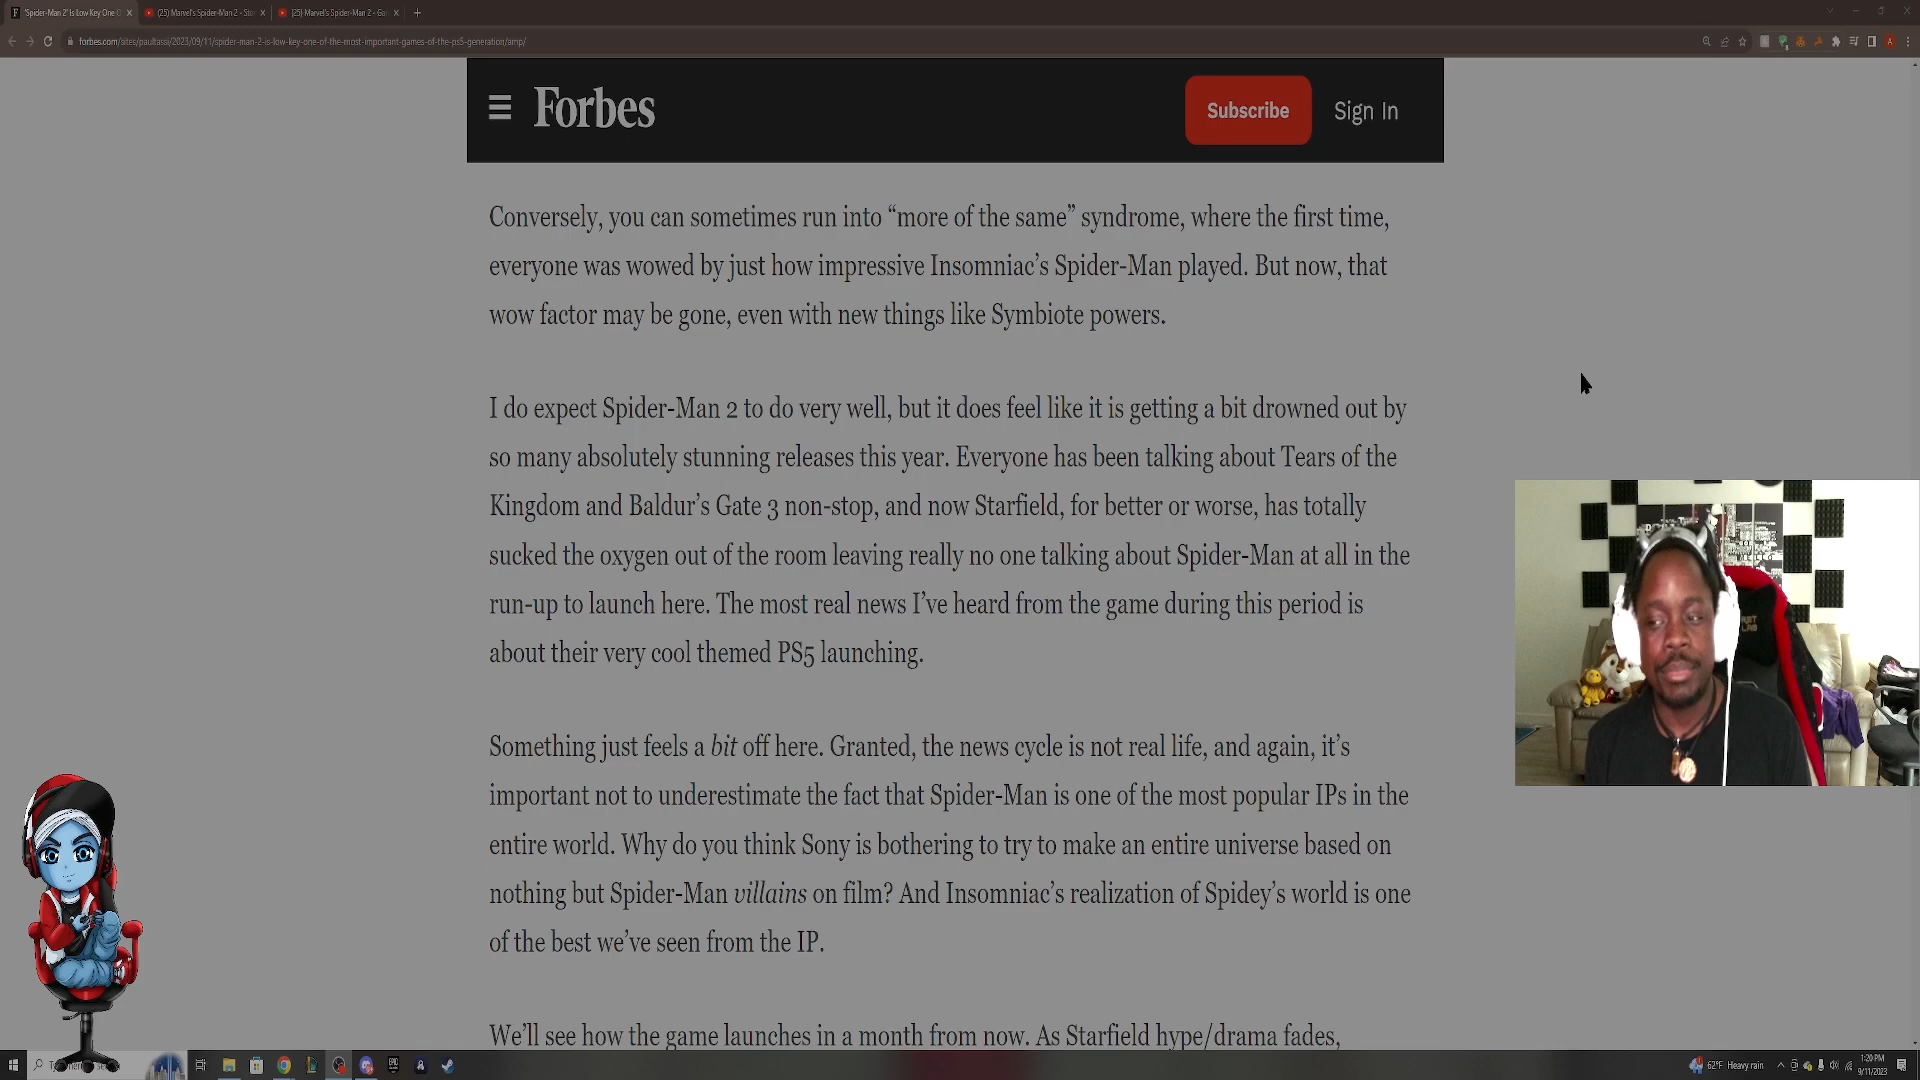 'Spider-Man 2' Is Low Key One O
(25) Marvel's Spider-Man 2 - Sto
(25) Marvel's Spider-Man 2 - Ga
forbes.com/sites/paultassi/2023/09/11/spider-man-2-is-low-key-one-of-the-most-important-games-of-the-ps5-generation/amp/
Forbes
Subscribe
Sign In
Conversely, you can sometimes run into “more of the same” syndrome, where the first time,
everyone was wowed by just how impressive Insomniac’s Spider-Man played. But now, that
wow factor may be gone, even with new things like Symbiote powers.
I do expect Spider-Man 2 to do very well, but it does feel like it is getting a bit drowned out by
so many absolutely stunning releases this year. Everyone has been talking about Tears of the
Kingdom and Baldur’s Gate 3 non-stop, and now Starfield, for better or worse, has totally
sucked the oxygen out of the room leaving really no one talking about Spider-Man at all in the
run-up to launch here. The most real news I’ve heard from the game during this period is
about their very cool themed PS5 launching.
Something just feels a bit off here. Granted, the news cycle is not real life, and again, it’s
important not to underestimate the fact that Spider-Man is one of the most popular IPs in the
entire world. Why do you think Sony is bothering to try to make an entire universe based on
nothing but Spider-Man villains on film? And Insomniac’s realization of Spidey’s world is one
of the best we’ve seen from the IP.
We’ll see how the game launches in a month from now. As Starfield hype/drama fades,
62°F Heavy rain
1:20 PM
9/11/2023